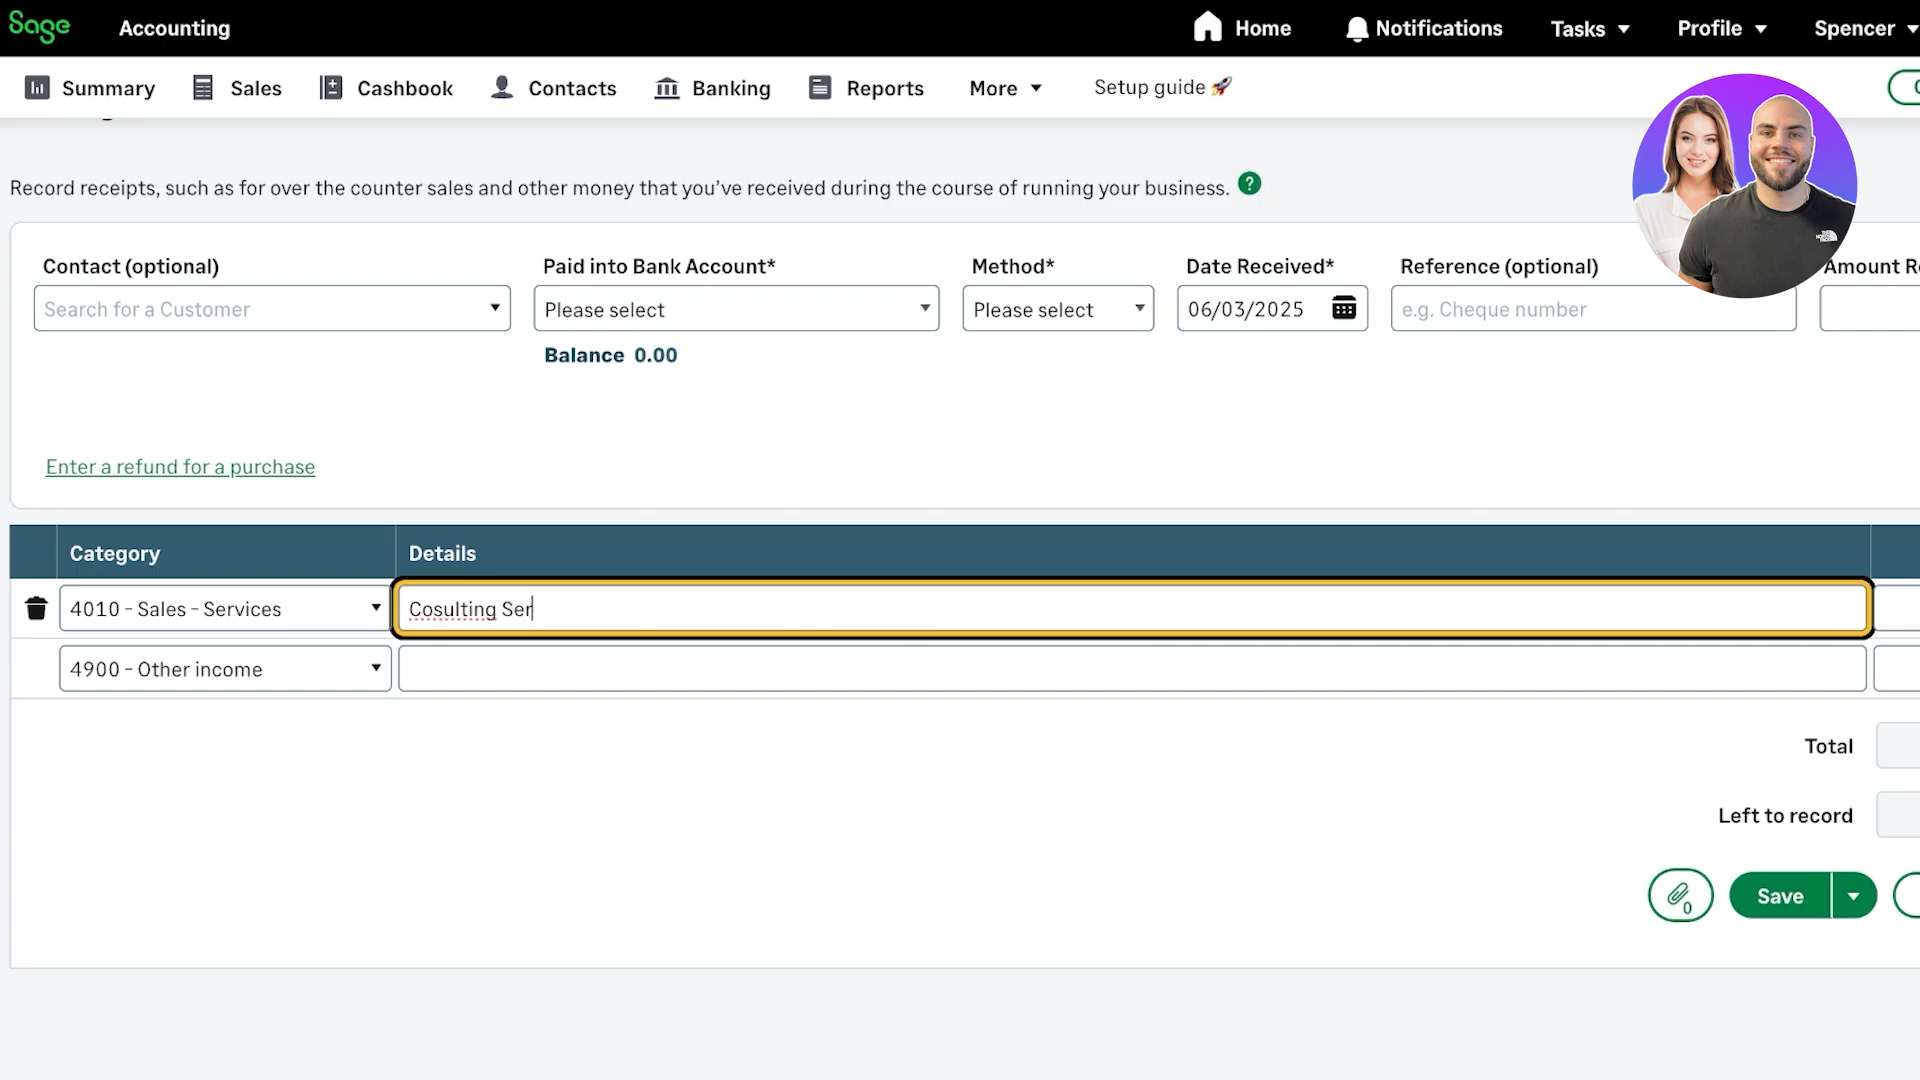 Sage Accounting Home Notifications Tasks Profile Spencer
Summary Sales Cashbook Contacts Banking Reports More Setup guide 🚀
Record receipts, such as for over the counter sales and other money that you've received during the course of running your business. ?
Contact (optional) Paid into Bank Account* Method* Date Received* Reference (optional) Amount
Search for a Customer Please select Please select 06/03/2025 e.g. Cheque number
Balance 0.00
Enter a refund for a purchase
Category Details
4010 - Sales - Services Cosulting Ser
4900 - Other income
Total
Left to record
0 Save